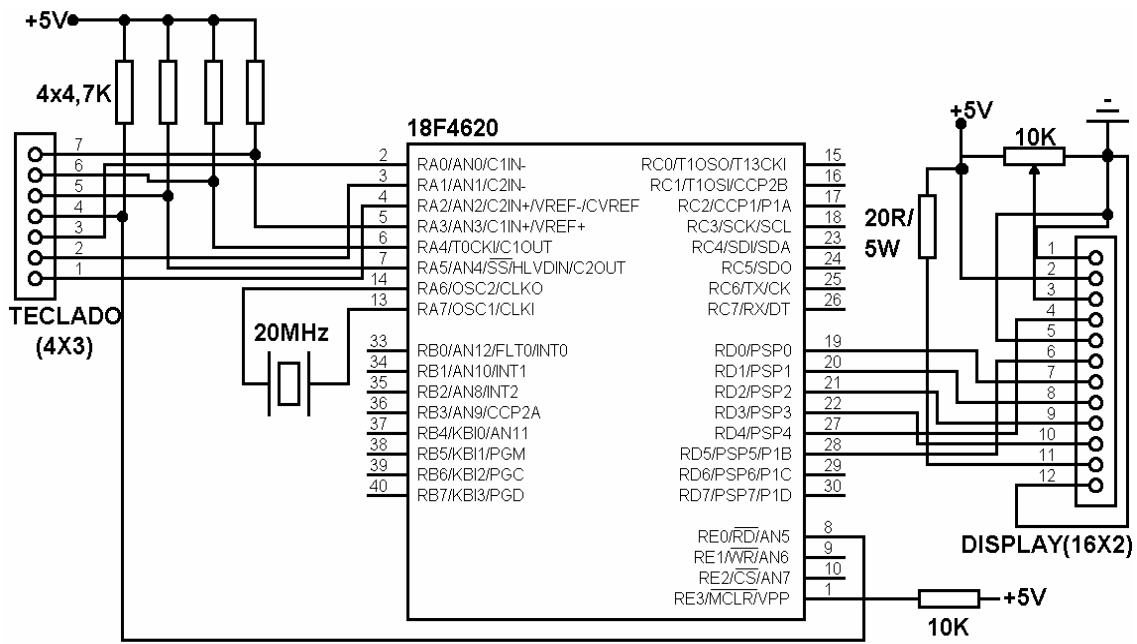 +5V
4x4,7K
7
6
5
4
3
2
1
TECLADO
(4X3)
20MHz
18F4620
2 RA0/AN0/C1IN-
3 RA1/AN1/C2IN-
4 RA2/AN2/C2IN+/VREF-/CVREF
5 RA3/AN3/C1IN+/VREF+
6 RA4/T0CKI/C1OUT
7 RA5/AN4/SS/HLVDIN/C2OUT
14 RA6/OSC2/CLKO
13 RA7/OSC1/CLKI
33 RB0/AN12/FLT0/INT0
34 RB1/AN10/INT1
35 RB2/AN8/INT2
36 RB3/AN9/CCP2A
37 RB4/KBI0/AN11
38 RB5/KBI1/PGM
39 RB6/KBI2/PGC
40 RB7/KBI3/PGD
RC0/T1OSO/T13CKI 15
RC1/T1OSI/CCP2B 16
RC2/CCP1/P1A 17
RC3/SCK/SCL 18
RC4/SDI/SDA 23
RC5/SDO 24
RC6/TX/CK 25
RC7/RX/DT 26
RD0/PSP0 19
RD1/PSP1 20
RD2/PSP2 21
RD3/PSP3 22
RD4/PSP4 27
RD5/PSP5/P1B 28
RD6/PSP6/P1C 29
RD7/PSP7/P1D 30
RE0/RD/AN5 8
RE1/WR/AN6 9
RE2/CS/AN7 10
RE3/MCLR/VPP 1
10K
+5V
+5V
10K
-
20R/
5W
1
2
3
4
5
6
7
8
9
10
11
12
DISPLAY(16X2)